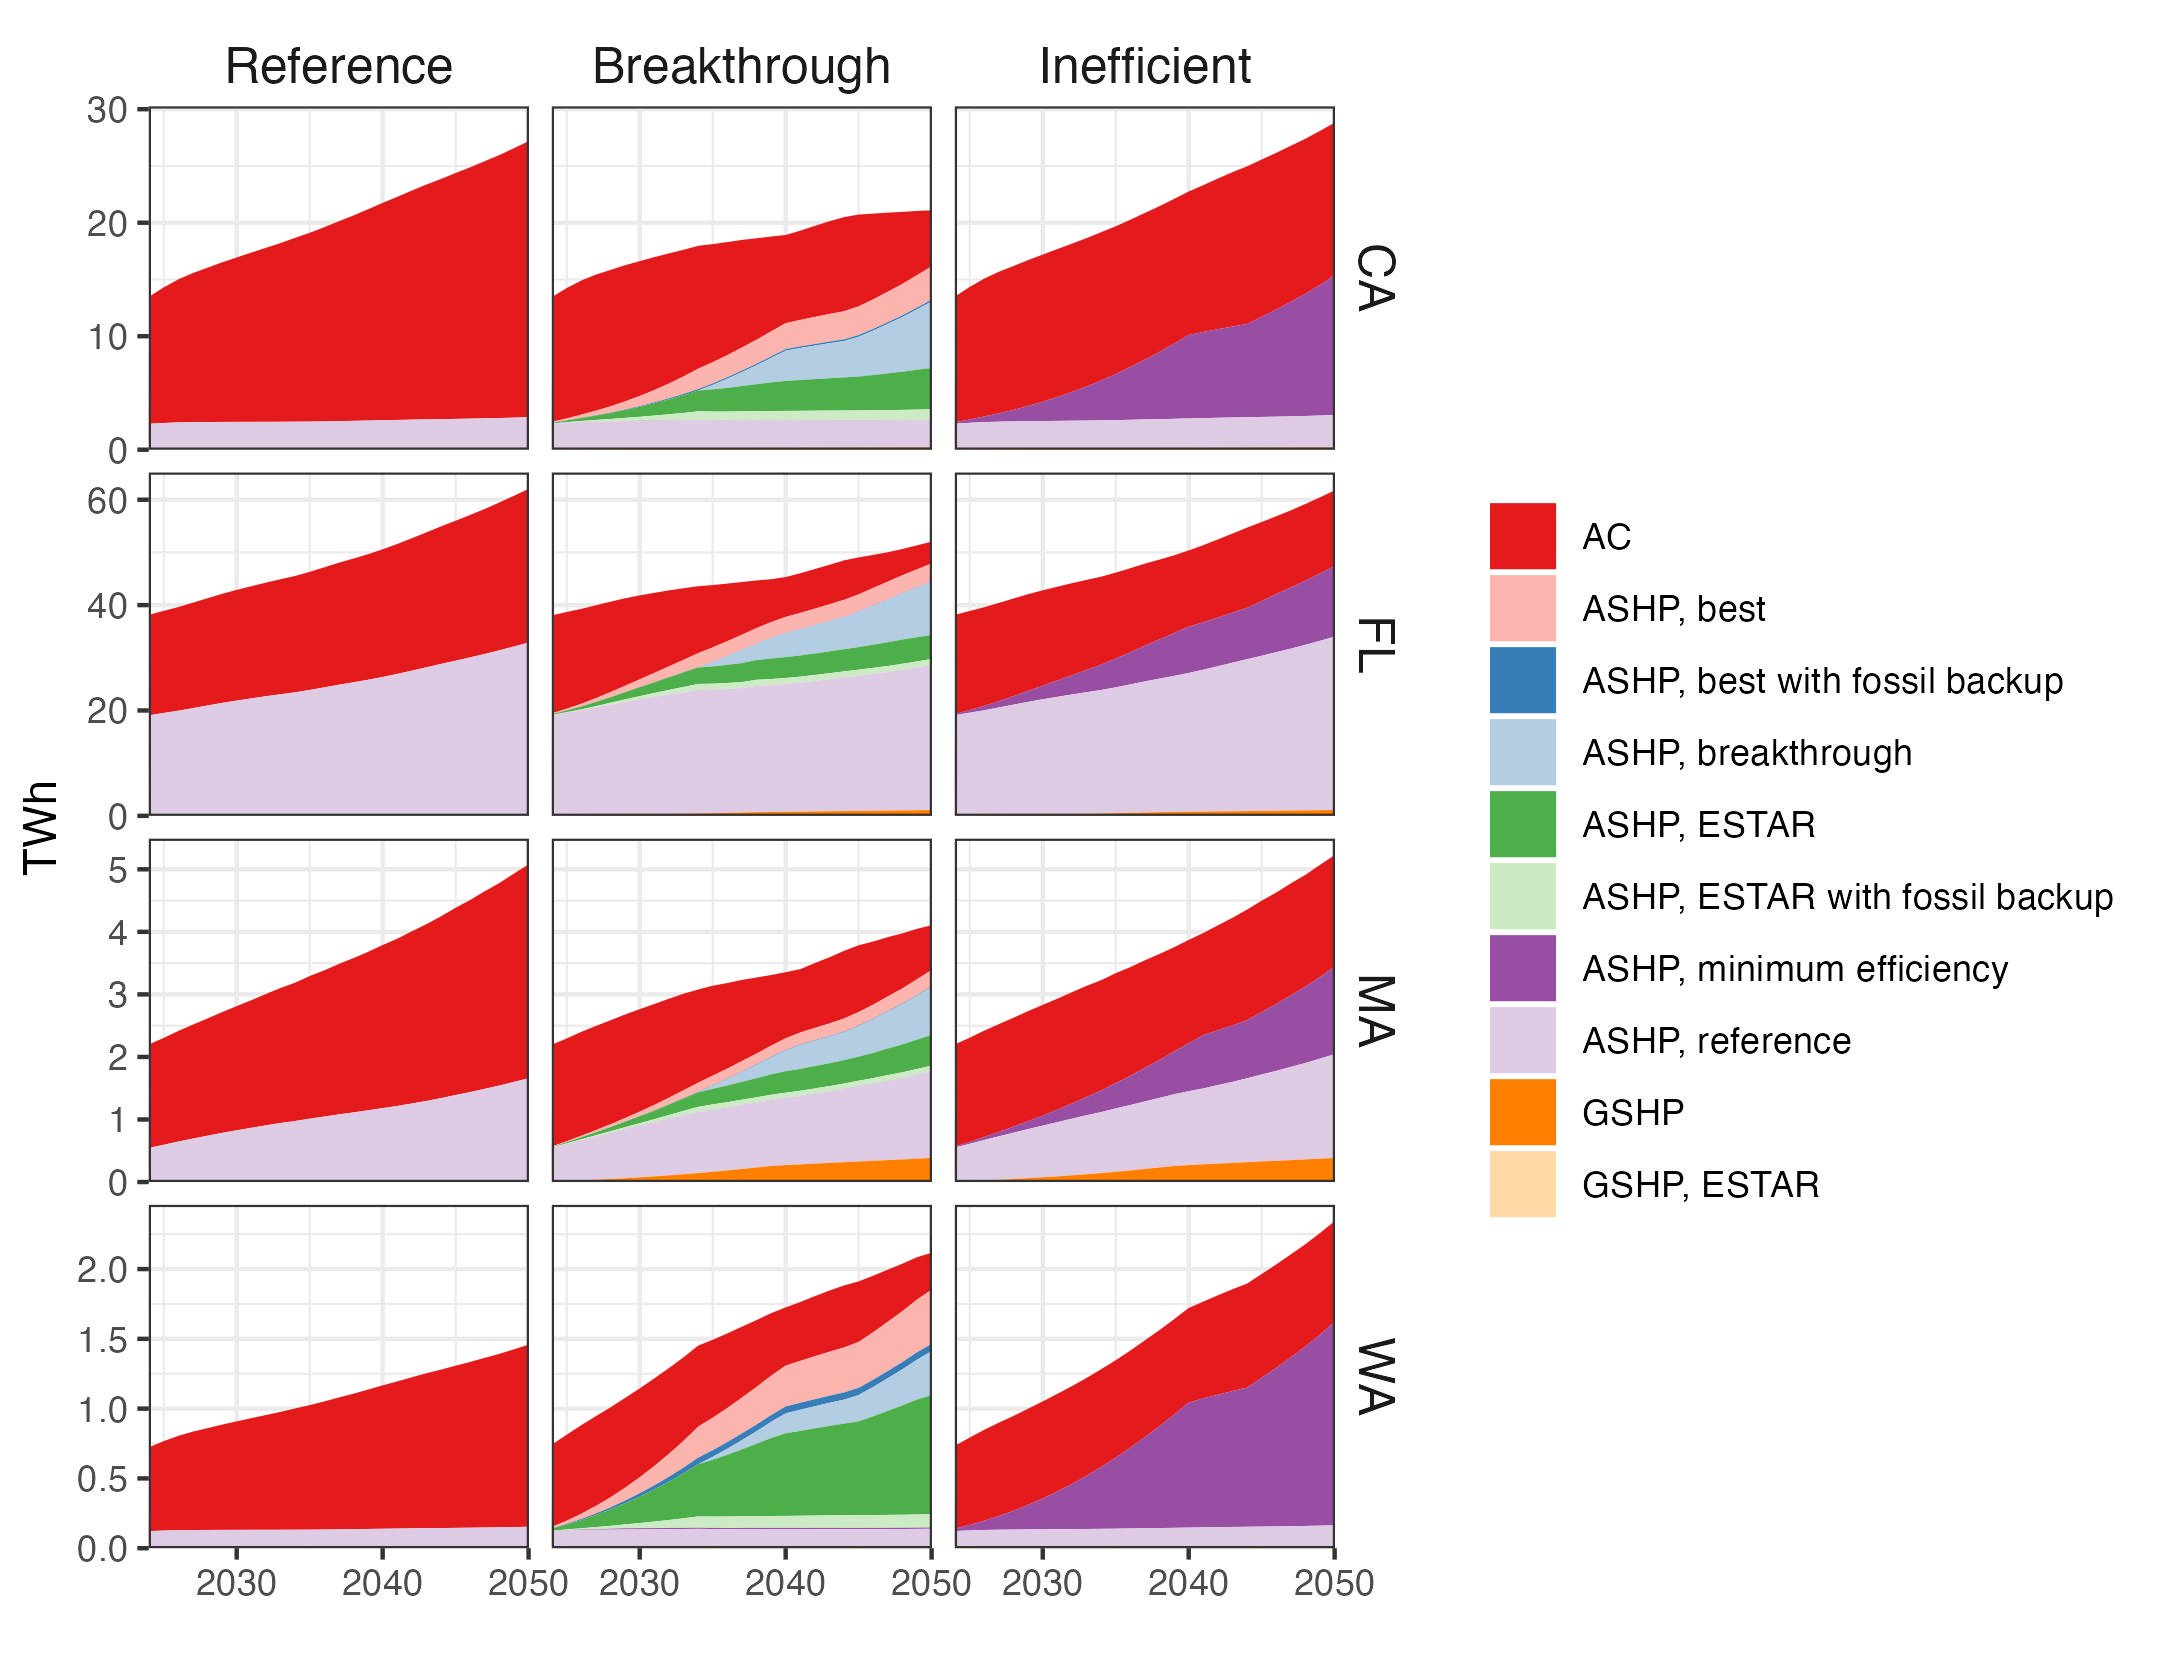 Reference Breakthrough Inefficient
30
20
10
0
CA
60
40
20
0
FL
TWh
5
4
3
2
1
0
MA
2.0
1.5
1.0
0.5
0.0
WA
2030 2040 2050 2030 2040 2050 2030 2040 2050
AC
ASHP, best
ASHP, best with fossil backup
ASHP, breakthrough
ASHP, ESTAR
ASHP, ESTAR with fossil backup
ASHP, minimum efficiency
ASHP, reference
GSHP
GSHP, ESTAR